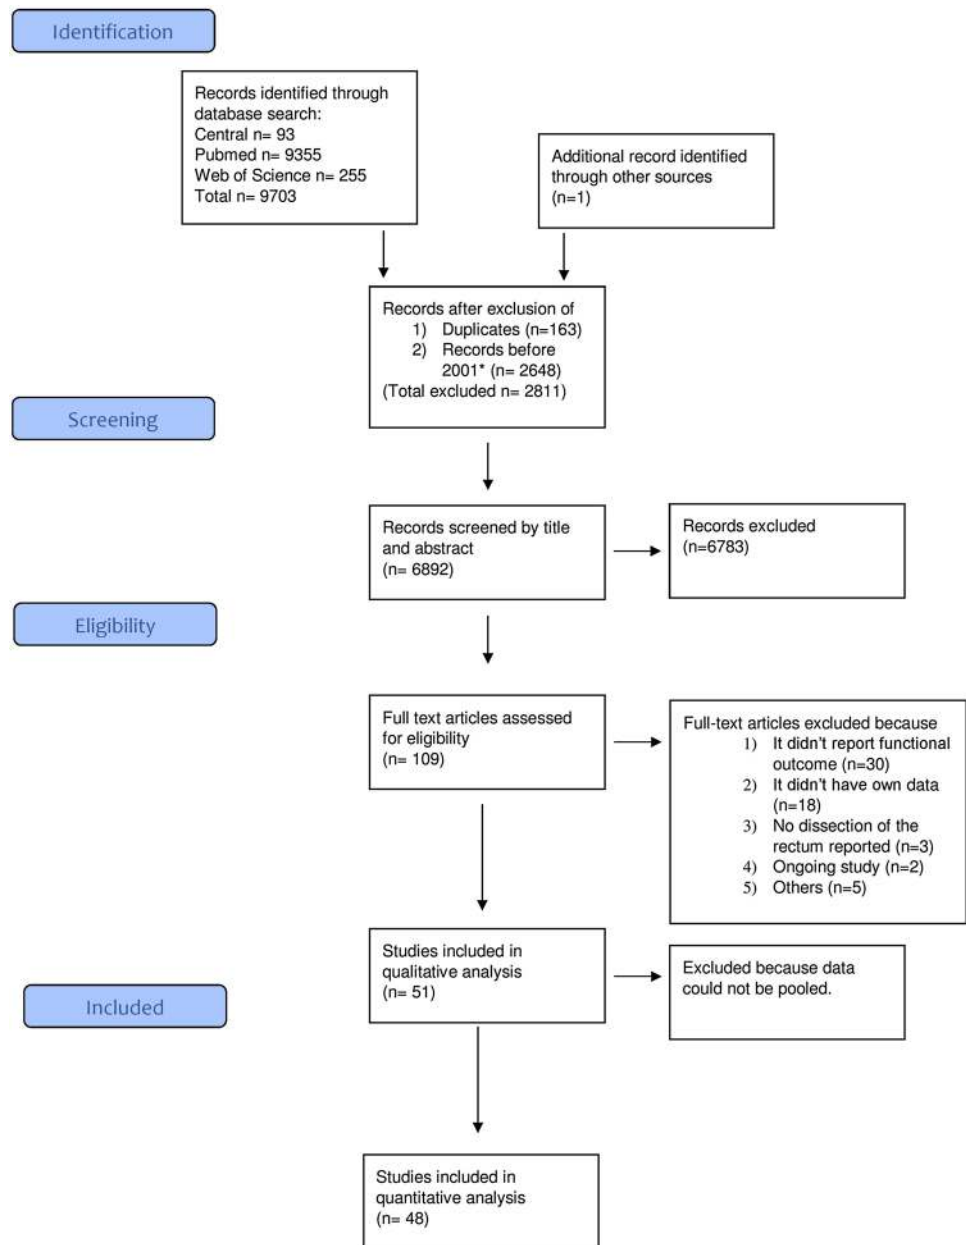 Identification
Records identified through
database search:
Central n= 93
Pubmed n= 9355
Web of Science n= 255
Total n= 9703
Additional record identified
through other sources
(n=1)
Records after exclusion of
1) Duplicates (n=163)
2) Records before
2001* (n= 2648)
(Total excluded n= 2811)
Screening
Records screened by title
and abstract
(n= 6892)
Records excluded
(n=6783)
Eligibility
Full text articles assessed
for eligibility
(n= 109)
Full-text articles excluded because
1) It didn't report functional
outcome (n=30)
2) It didn't have own data
(n=18)
3) No dissection of the
rectum reported (n=3)
4) Ongoing study (n=2)
5) Others (n=5)
Studies included in
qualitative analysis
(n= 51)
Excluded because data
could not be pooled.
Included
Studies included in
quantitative analysis
(n= 48)